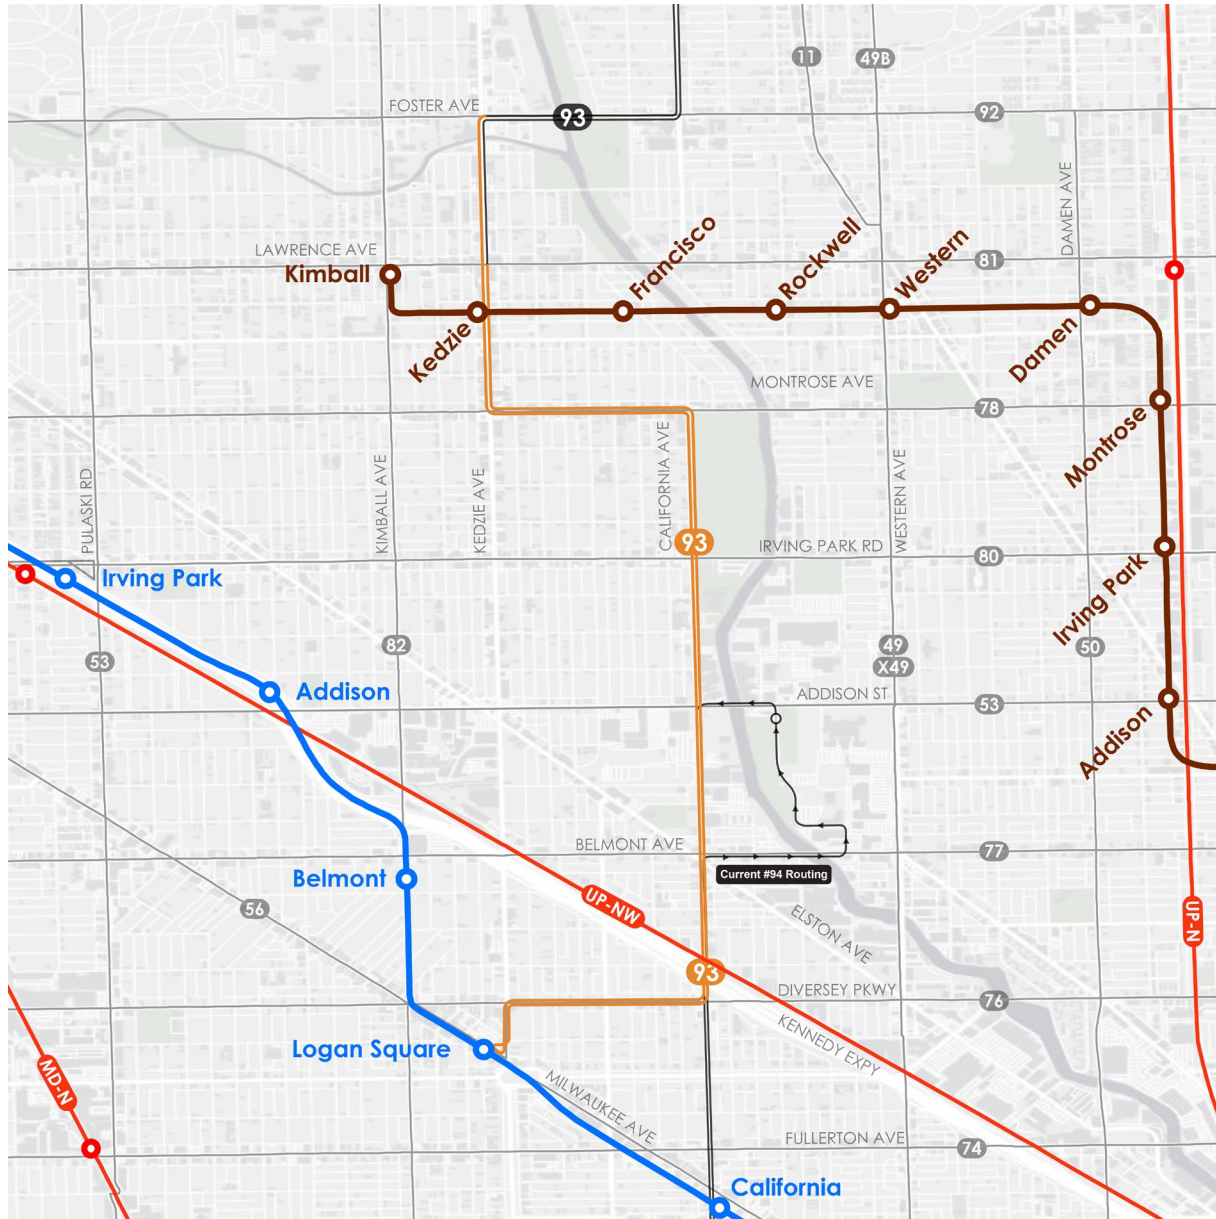 11
49B
FOSTER AVE
93
92
DAMEN AVE
LAWRENCE AVE
Kimball
Francisco
Rockwell
Western
81
Kedzie
Damen
MONTROSE AVE
78
Montrose
PULASKI RD
KIMBALL AVE
KEDZIE AVE
CALIFORNIA AVE
WESTERN AVE
93
IRVING PARK RD
80
Irving Park
Irving Park
53
82
49
X49
50
Addison
ADDISON ST
53
Addison
BELMONT AVE
77
Current #94 Routing
Belmont
56
UP-NW
ELSTON AVE
UP-N
93
DIVERSEY PKWY
76
Logan Square
KENNEDY EXPY
MD-N
MILWAUKEE AVE
FULLERTON AVE
74
California